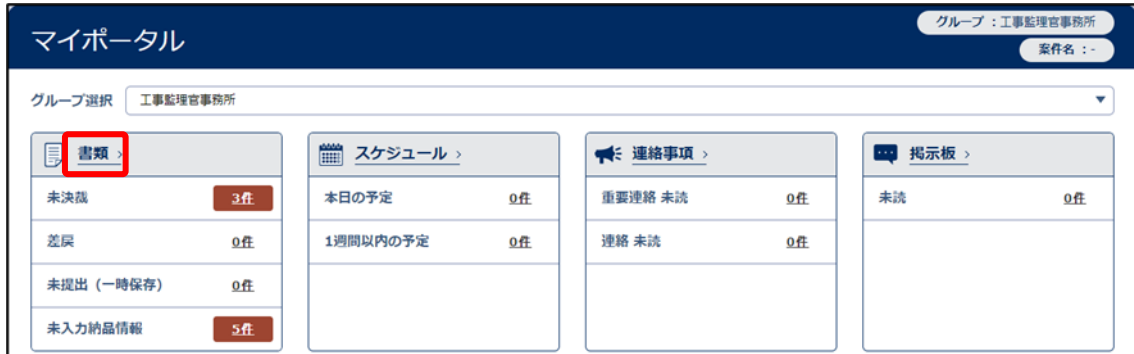 マイポータル
グループ ：工事監理官事務所
案件名 ：-
グループ選択 工事監理官事務所
書類 >
未決裁 3件
差戻 0件
未提出（一時保存） 0件
未入力納品情報 5件
スケジュール >
本日の予定 0件
1週間以内の予定 0件
連絡事項 >
重要連絡 未読 0件
連絡 未読 0件
掲示板 >
未読 0件